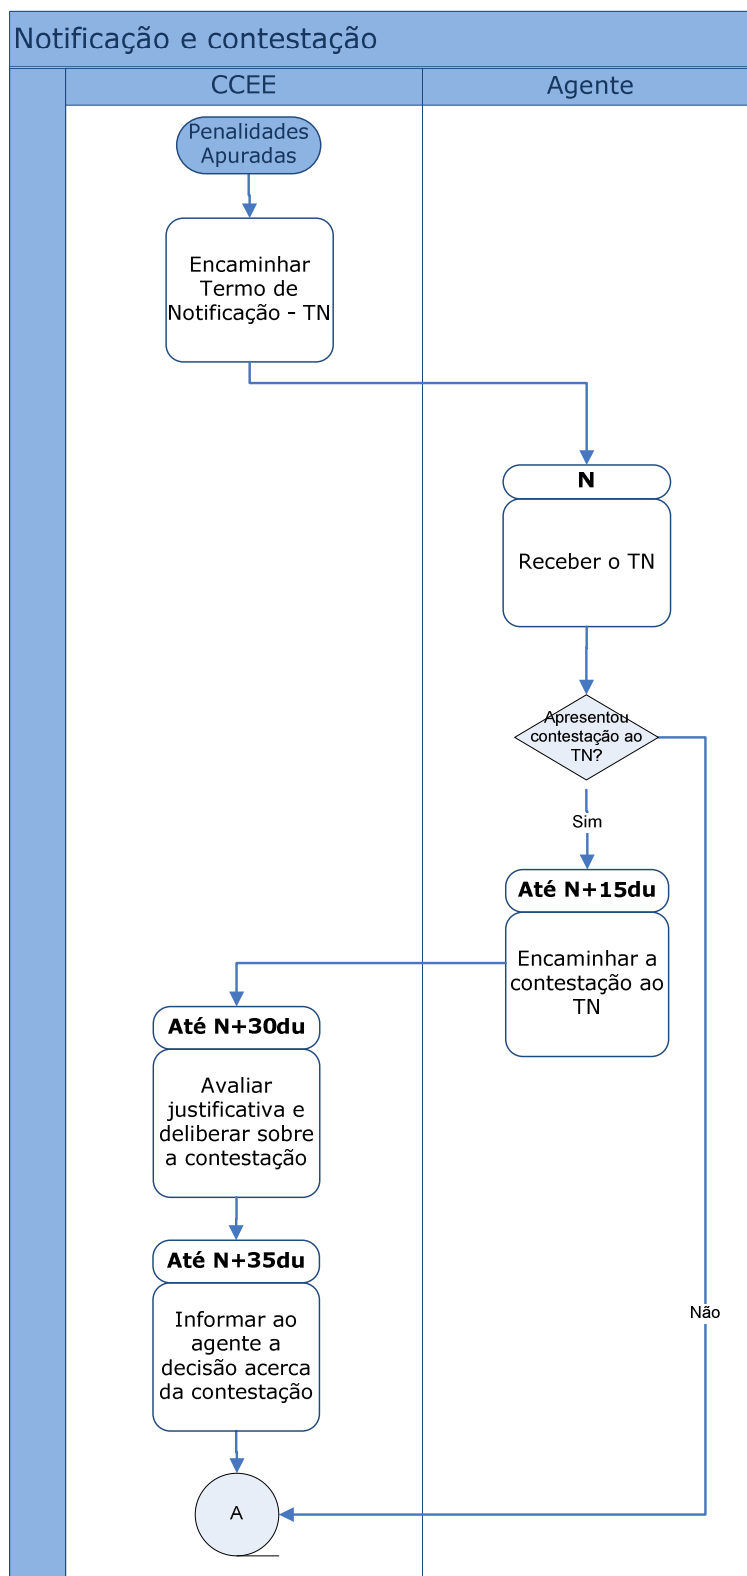 Notificação e contestação
CCEE
Agente
Penalidades
Apuradas
Encaminhar
Termo de
Notificação - TN
N
Receber o TN
Apresentou
contestação ao
TN?
Sim
Até N+15du
Encaminhar a
contestação ao
TN
Até N+30du
Avaliar
justificativa e
deliberar sobre
a contestação
Até N+35du
Informar ao
agente a
decisão acerca
da contestação
Não
A